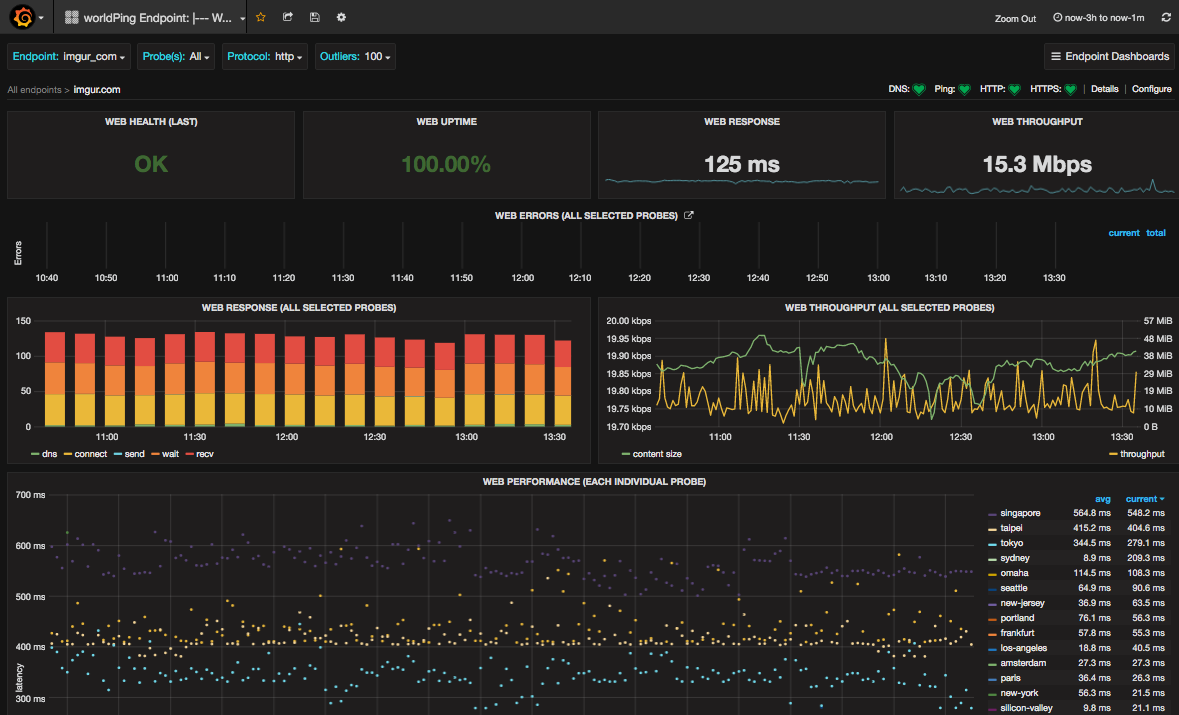 worldPing Endpoint: |--- W...
Zoom Out now-3h to now-1m
Endpoint: imgur_com Probe(s): All Protocol: http Outliers: 100 Endpoint Dashboards
All endpoints > imgur.com
DNS: Ping: HTTP: HTTPS: | Details | Configure
WEB HEALTH (LAST)
OK
WEB UPTIME
100.00%
WEB RESPONSE
125 ms
WEB THROUGHPUT
15.3 Mbps
WEB ERRORS (ALL SELECTED PROBES)
current total
Errors
10:40 10:50 11:00 11:10 11:20 11:30 11:40 11:50 12:00 12:10 12:20 12:30 12:40 12:50 13:00 13:10 13:20 13:30
WEB RESPONSE (ALL SELECTED PROBES)
150
100
50
0
11:00 11:30 12:00 12:30 13:00 13:30
dns connect send wait recv
WEB THROUGHPUT (ALL SELECTED PROBES)
20.00 kbps 57 MiB
19.95 kbps 48 MiB
19.90 kbps 38 MiB
19.85 kbps 29 MiB
19.80 kbps 19 MiB
19.75 kbps 10 MiB
19.70 kbps 0 B
11:00 11:30 12:00 12:30 13:00 13:30
content size throughput
WEB PERFORMANCE (EACH INDIVIDUAL PROBE)
700 ms
600 ms
500 ms
400 ms
300 ms
latency
avg current
singapore 564.8 ms 548.2 ms
taipei 415.2 ms 404.6 ms
tokyo 344.5 ms 279.1 ms
sydney 8.9 ms 209.3 ms
omaha 114.5 ms 108.3 ms
seattle 64.9 ms 90.6 ms
new-jersey 36.9 ms 63.5 ms
portland 76.1 ms 56.3 ms
frankfurt 57.8 ms 55.3 ms
los-angeles 18.8 ms 40.5 ms
amsterdam 27.3 ms 27.3 ms
paris 36.4 ms 26.3 ms
new-york 56.3 ms 21.5 ms
silicon-valley 9.8 ms 21.1 ms